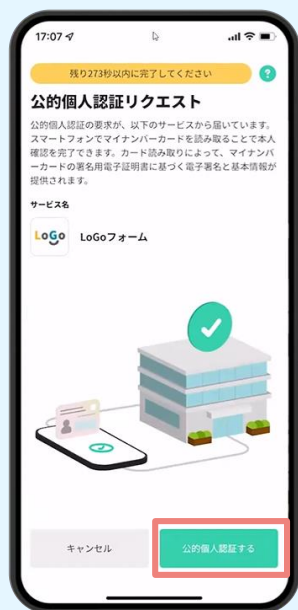 17:07
残り273秒以内に完了してください
?
公的個人認証リクエスト
公的個人認証の要求が、以下のサービスから届いています。
スマートフォンでマイナンバーカードを読み取ることで本人
確認を完了できます。カード読み取りによって、マイナンバ
ーカードの署名用電子証明書に基づく電子署名と基本情報が
提供されます。
サービス名
LoGo
LoGoフォーム
キャンセル
公的個人認証する